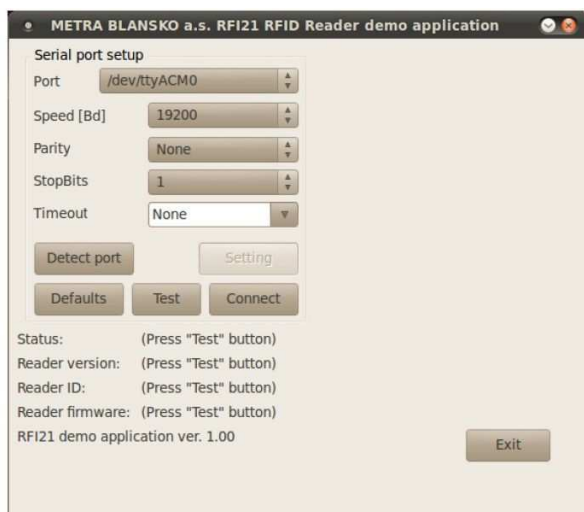 METRA BLANSKO a.s. RFI21 RFID Reader demo application
Serial port setup
Port /dev/ttyACM0
Speed [Bd] 19200
Parity None
StopBits 1
Timeout None
Detect port Setting
Defaults Test Connect
Status: (Press "Test" button)
Reader version: (Press "Test" button)
Reader ID: (Press "Test" button)
Reader firmware: (Press "Test" button)
RFI21 demo application ver. 1.00
Exit